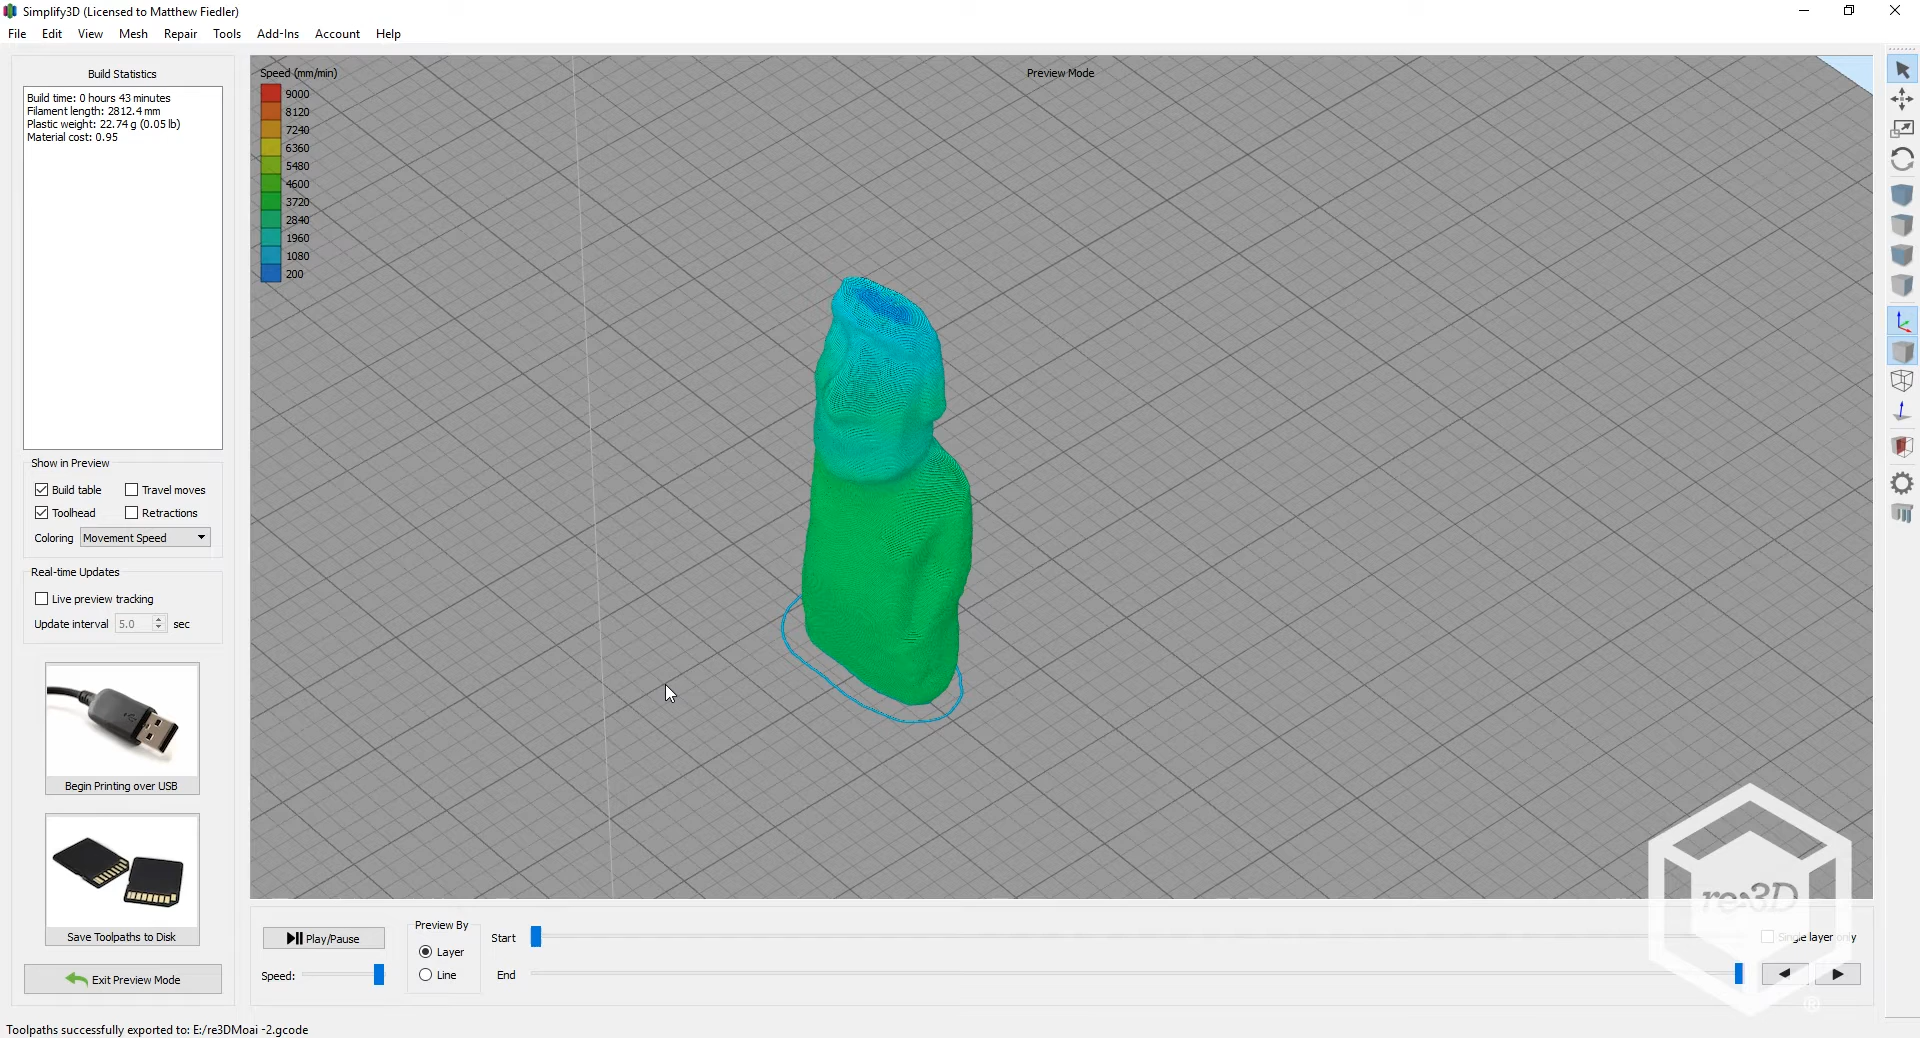 Simplify3D (Licensed to Matthew Fiedler)
File Edit View Mesh Repair Tools Add-Ins Account Help
Build Statistics
Build time: 0 hours 43 minutes
Filament length: 2812.4 mm
Plastic weight: 22.74 g (0.05 lb)
Material cost: 0.95
Show in Preview
Build table Travel moves
Toolhead Retractions
Coloring Movement Speed
Real-time Updates
Live preview tracking
Update interval 5.0 sec
Begin Printing over USB
Save Toolpaths to Disk
Exit Preview Mode
Speed (mm/min)
9000
8120
7240
6360
5480
4600
3720
2840
1960
1080
200
Preview Mode
Play/Pause
Speed:
Preview By
Layer
Line
Start
End
Single layer only
re:3D
®
Toolpaths successfully exported to: E:/re3DMoai -2.gcode